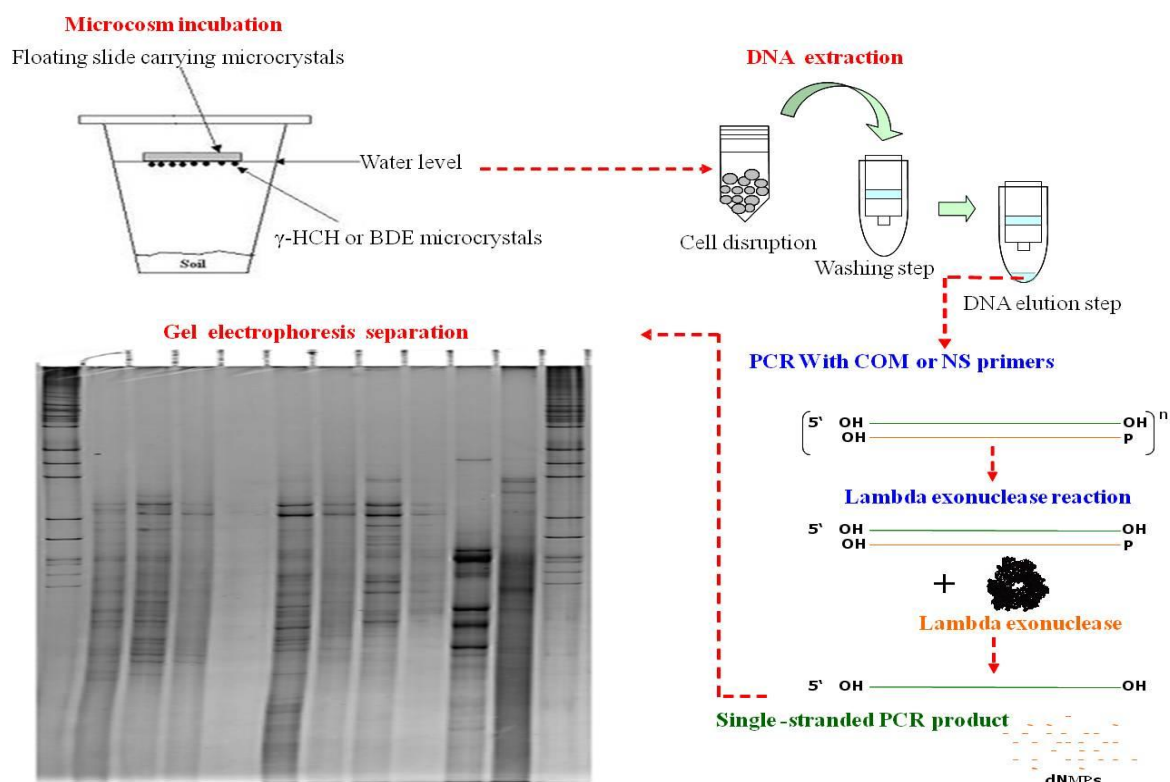 Microcosm incubation
Floating slide carrying microcrystals
Water level
γ-HCH or BDE microcrystals
Soil
DNA extraction
Cell disruption
Washing step
DNA elution step
PCR With COM or NS primers
5‘ OH OH n
OH P
Lambda exonuclease reaction
5‘ OH OH
OH P
+
Lambda exonuclease
5‘ OH OH
Single-stranded PCR product
dNMPs
Gel electrophoresis separation